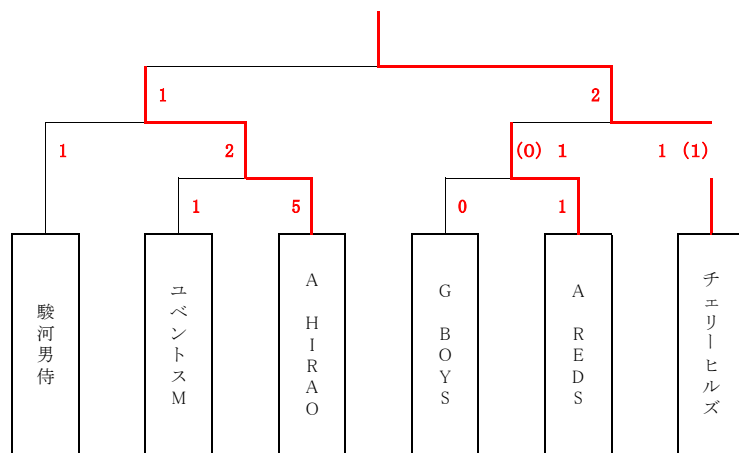 1
2
1
2
(0) 1
1 (1)
1
5
0
1
駿河男侍
ユベントスM
A HIRAO
G BOYS
A REDS
チェリーヒルズ